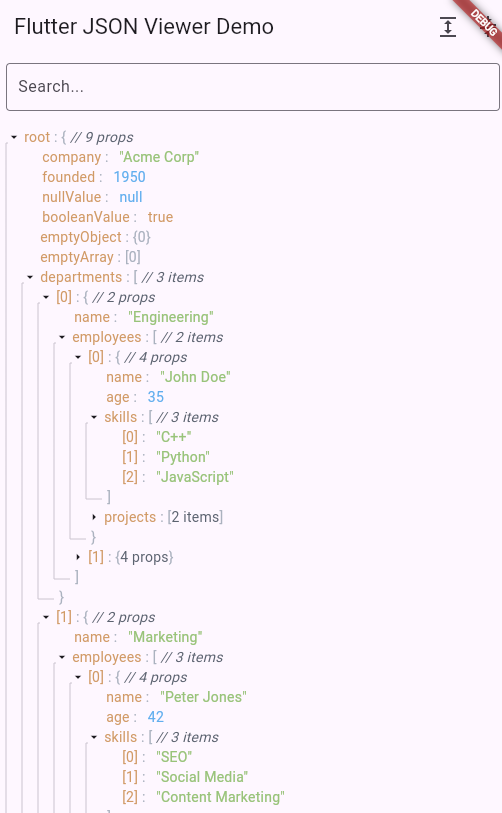 Flutter JSON Viewer Demo
DEBUG
Search...
root : { // 9 props
company : "Acme Corp"
founded : 1950
nullValue : null
booleanValue : true
emptyObject : {0}
emptyArray : [0]
departments : [ // 3 items
[0] : { // 2 props
name : "Engineering"
employees : [ // 2 items
[0] : { // 4 props
name : "John Doe"
age : 35
skills : [ // 3 items
[0] : "C++"
[1] : "Python"
[2] : "JavaScript"
]
projects : [2 items]
}
[1] : {4 props}
]
}
[1] : { // 2 props
name : "Marketing"
employees : [ // 3 items
[0] : { // 4 props
name : "Peter Jones"
age : 42
skills : [ // 3 items
[0] : "SEO"
[1] : "Social Media"
[2] : "Content Marketing"
]